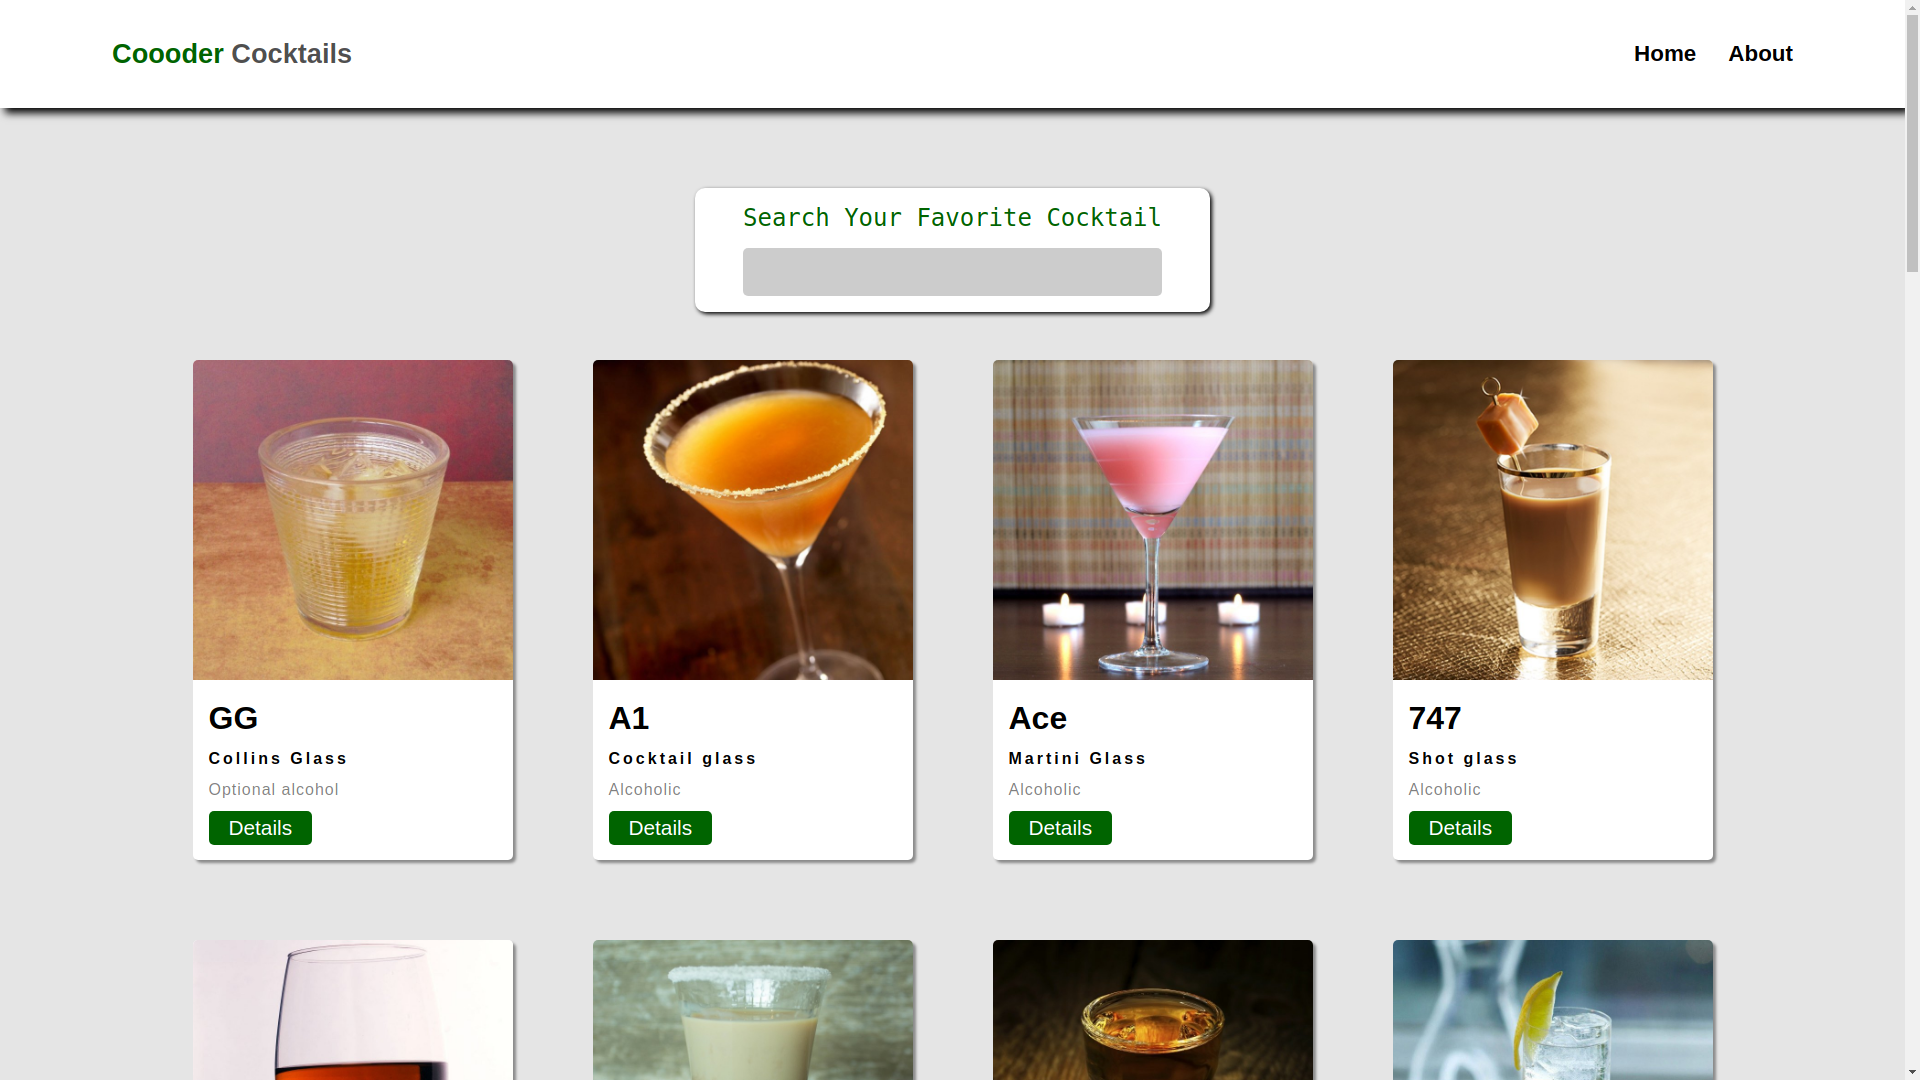 Coooder Cocktails
Home
About
Search Your Favorite Cocktail
GG
Collins Glass
Optional alcohol
Details
A1
Cocktail glass
Alcoholic
Details
Ace
Martini Glass
Alcoholic
Details
747
Shot glass
Alcoholic
Details